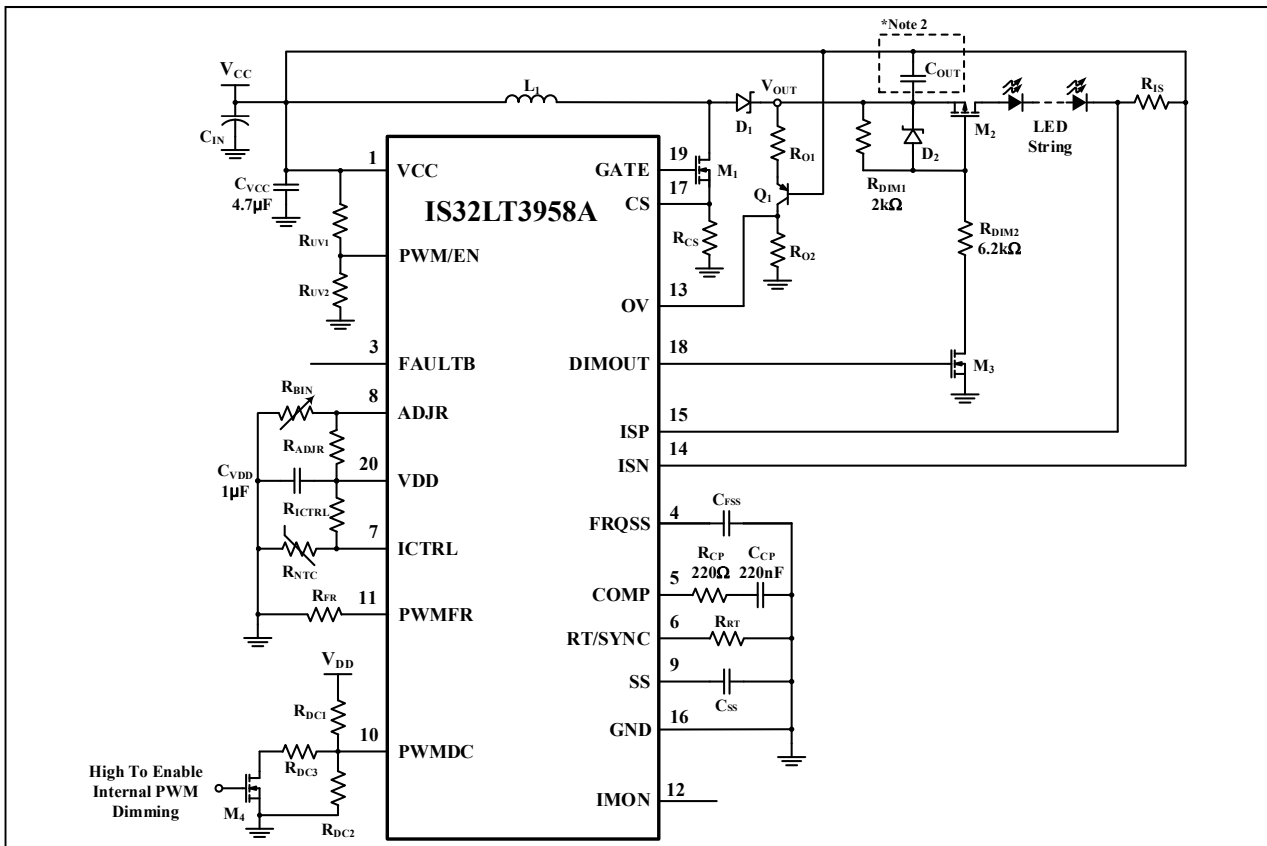 *Note 2
VCC
L1
VOUT
COUT
RIS
CIN
D1
M2
LED
String
1
VCC
GATE
19
M1
RO1
D2
RDIM1
2kΩ
CVCC
4.7µF
IS32LT3958A
CS
17
Q1
RUV1
RCS
RO2
RDIM2
6.2kΩ
PWM/EN
RUV2
OV
13
3
FAULTB
DIMOUT
18
M3
RBIN
8
ADJR
RADJR
ISP
15
CVDD
1µF
20
VDD
ISN
14
RICTRL
7
ICTRL
RNTC
FRQSS
4
CFSS
RCP
220Ω
CCP
220nF
RFR
11
PWMFR
COMP
5
RT/SYNC
6
RRT
VDD
SS
9
CSS
RDC1
10
PWMDC
GND
16
RDC3
High To Enable
Internal PWM
Dimming
M4
RDC2
IMON
12